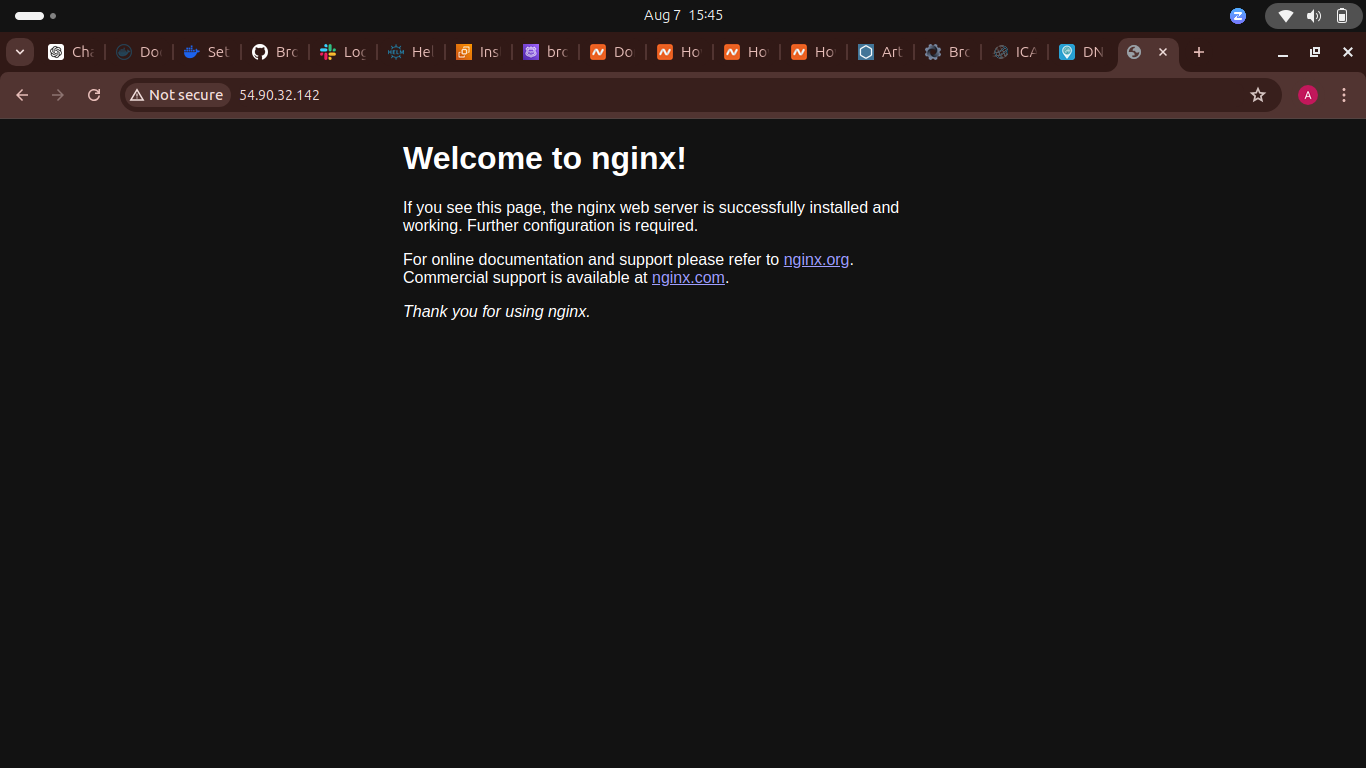 Aug 7 15:45
Cha
Do
Set
Bro
Log
HELM
Hel
Ins
bro
Do
Ho
Ho
Ho
Art
Bro
ICA
DN
Not secure
54.90.32.142
A
Welcome to nginx!
If you see this page, the nginx web server is successfully installed and
working. Further configuration is required.
For online documentation and support please refer to nginx.org.
Commercial support is available at nginx.com.
Thank you for using nginx.